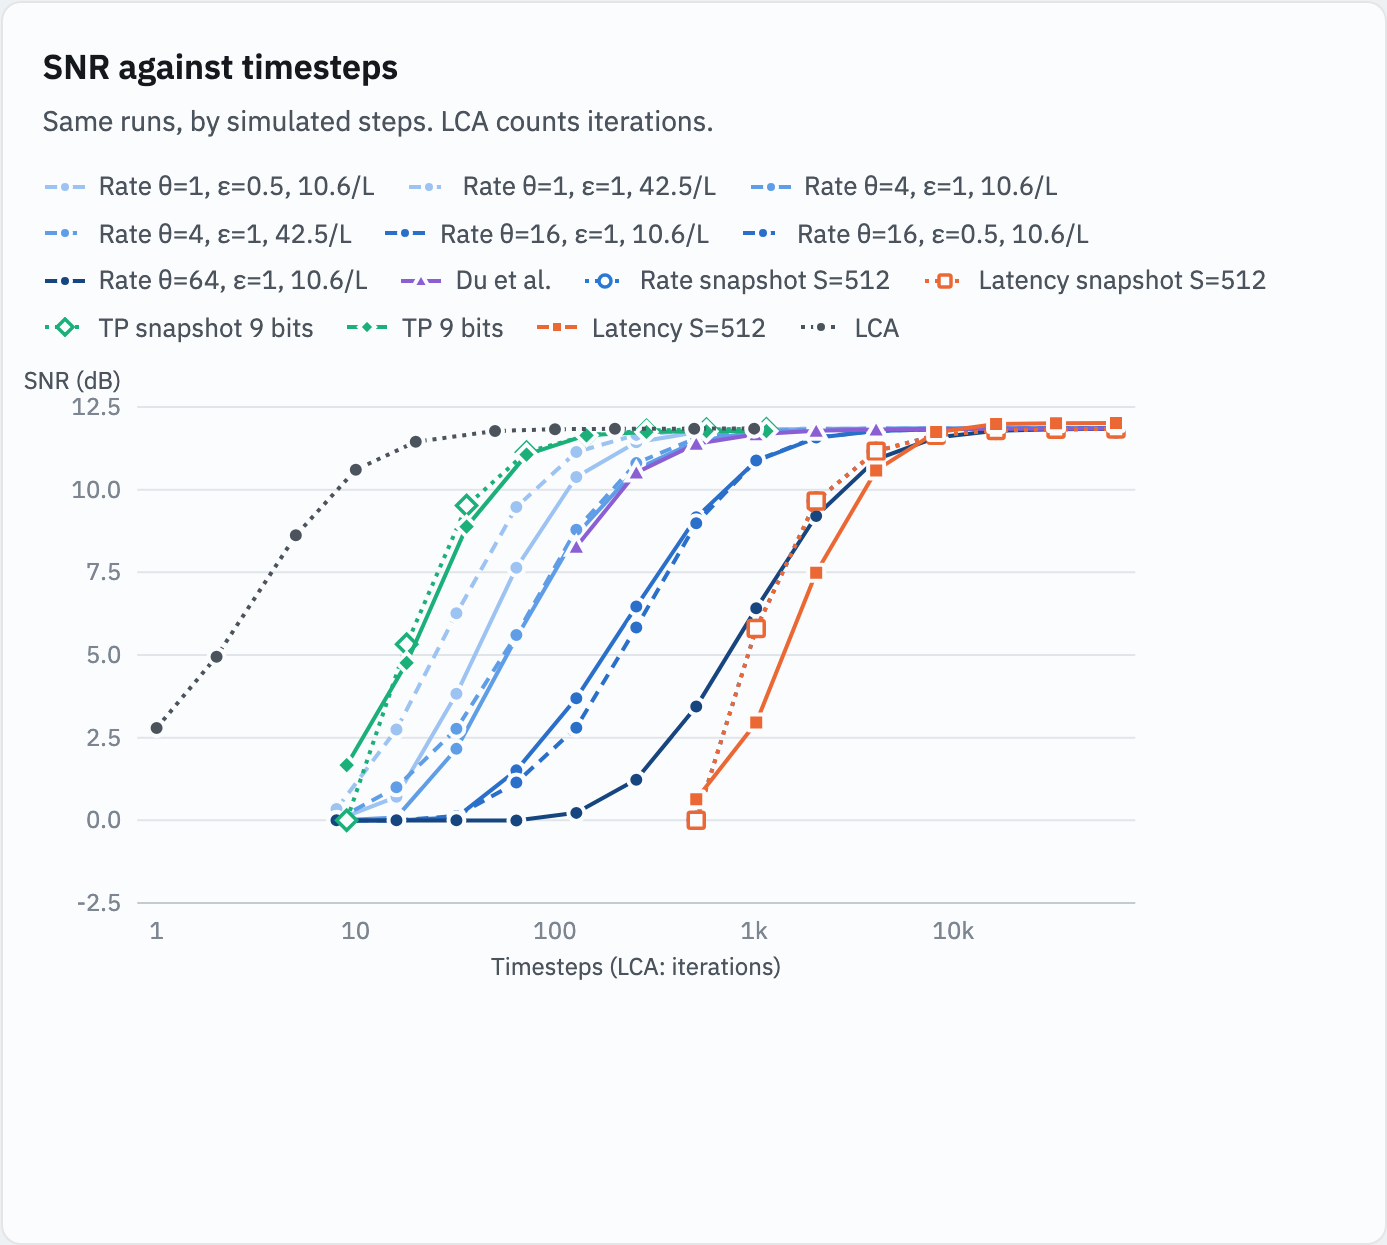 SNR against timesteps
Same runs, by simulated steps. LCA counts iterations.
Rate θ=1, ε=0.5, 10.6/L Rate θ=1, ε=1, 42.5/L Rate θ=4, ε=1, 10.6/L
Rate θ=4, ε=1, 42.5/L Rate θ=16, ε=1, 10.6/L Rate θ=16, ε=0.5, 10.6/L
Rate θ=64, ε=1, 10.6/L Du et al. Rate snapshot S=512 Latency snapshot S=512
TP snapshot 9 bits TP 9 bits Latency S=512 LCA
SNR (dB)
12.5
10.0
7.5
5.0
2.5
0.0
-2.5
1 10 100 1k 10k
Timesteps (LCA: iterations)